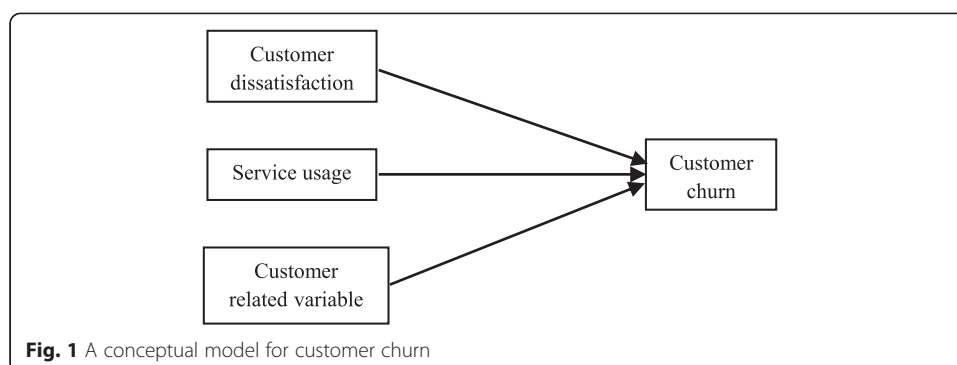 Customer
dissatisfaction
Service usage
Customer
churn
Customer
related variable
Fig. 1 A conceptual model for customer churn